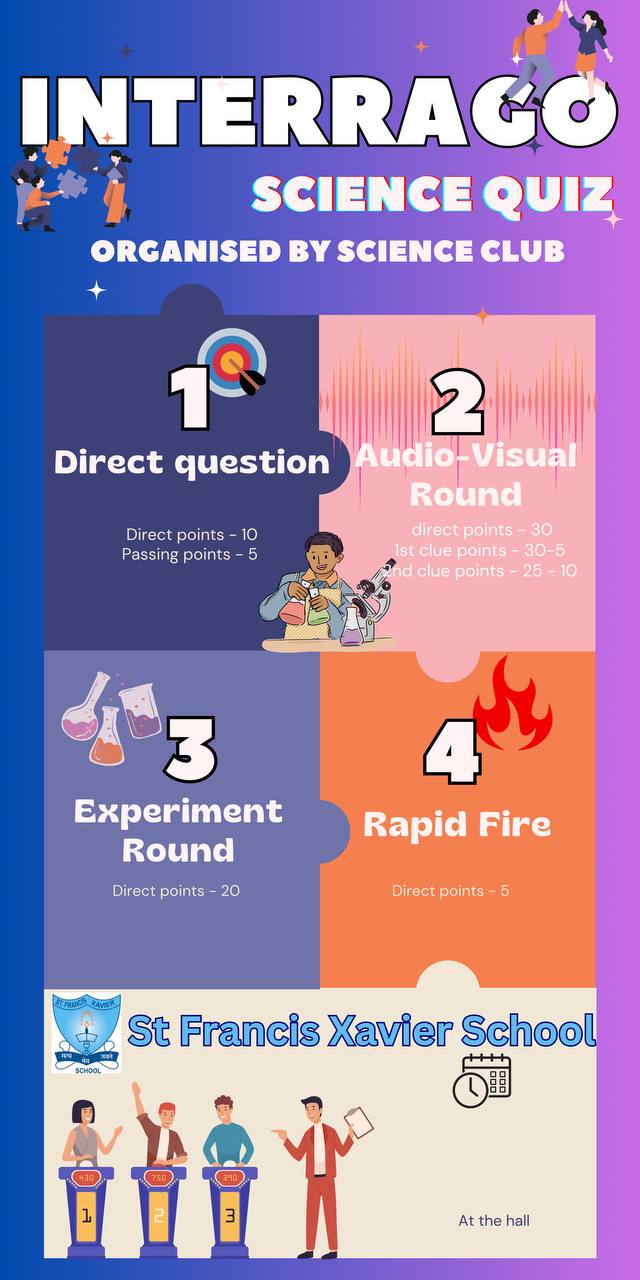 INTERRAGO
SCIENCE QUIZ
ORGANISED BY SCIENCE CLUB
1
Direct question
Direct points - 10
Passing points - 5
2
Audio-Visual
Round
direct points - 30
1st clue points - 30-5
2nd clue points - 25 - 10
3
Experiment
Round
Direct points - 20
4
Rapid Fire
Direct points - 5
ST. FRANCIS XAVIER
सत्य मेव जयते
SCHOOL
St Francis Xavier School
430
750
390
1
2
3
At the hall